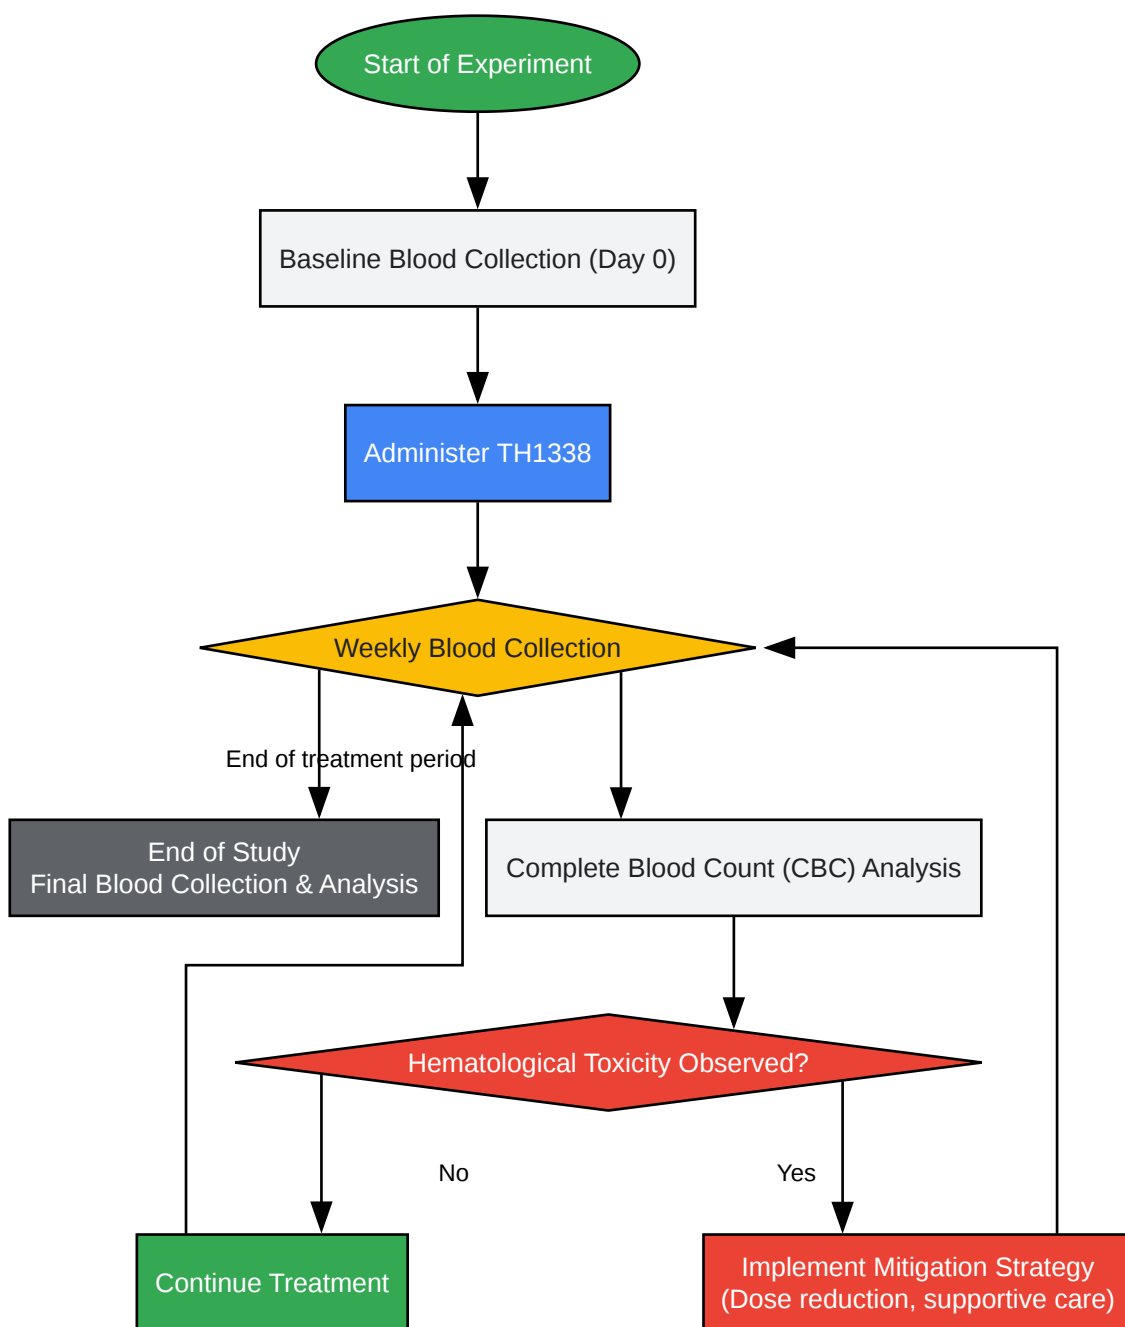 Start of Experiment
Baseline Blood Collection (Day 0)
Administer TH1338
Weekly Blood Collection
End of treatment period
End of Study
Final Blood Collection & Analysis
Complete Blood Count (CBC) Analysis
Hematological Toxicity Observed?
No
Yes
Continue Treatment
Implement Mitigation Strategy
(Dose reduction, supportive care)